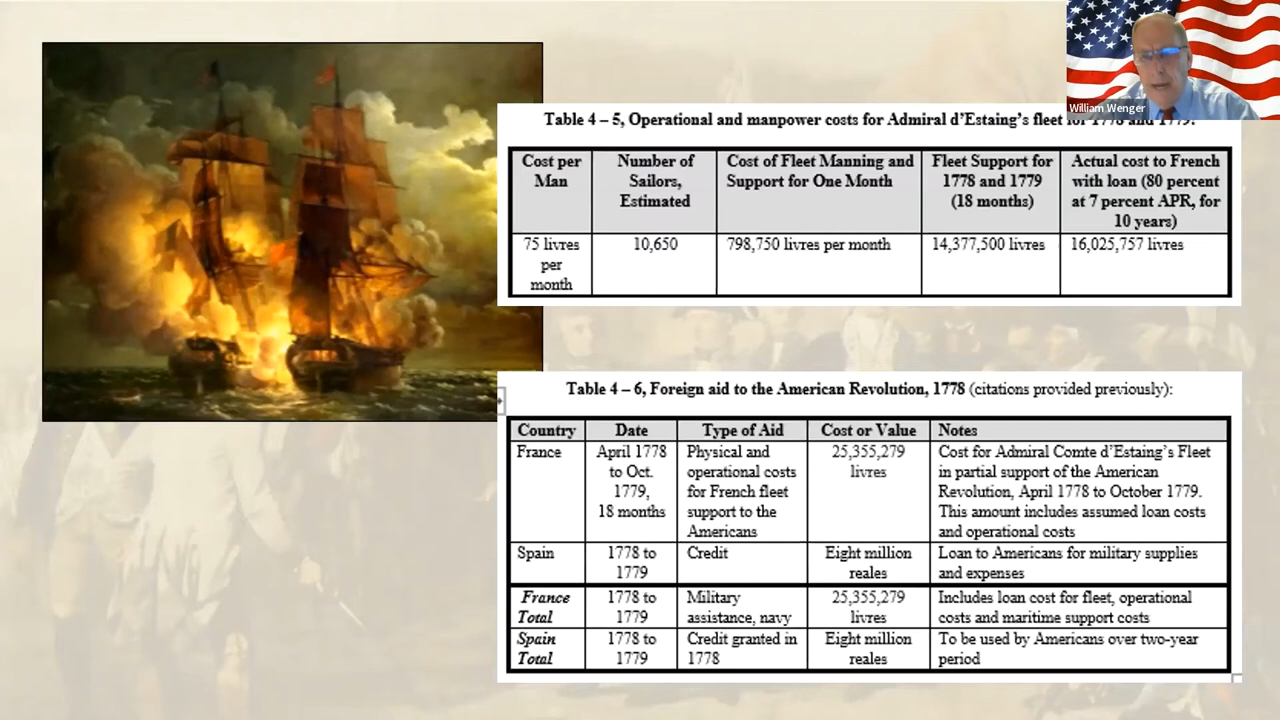 William Wenger
Table 4 – 5, Operational and manpower costs for Admiral d’Estaing’s fleet for 1778 and 1779:
Cost per
Man
Number of
Sailors,
Estimated
Cost of Fleet Manning and
Support for One Month
Fleet Support for
1778 and 1779
(18 months)
Actual cost to French
with loan (80 percent
at 7 percent APR, for
10 years)
75 livres
per
month
10,650
798,750 livres per month
14,377,500 livres
16,025,757 livres
Table 4 – 6, Foreign aid to the American Revolution, 1778 (citations provided previously):
Country
Date
Type of Aid
Cost or Value
Notes
France
April 1778
to Oct.
1779,
18 months
Physical and
operational costs
for French fleet
support to the
Americans
25,355,279
livres
Cost for Admiral Comte d’Estaing’s Fleet
in partial support of the American
Revolution, April 1778 to October 1779.
This amount includes assumed loan costs
and operational costs
Spain
1778 to
1779
Credit
Eight million
reales
Loan to Americans for military supplies
and expenses
France
Total
1778 to
1779
Military
assistance, navy
25,355,279
livres
Includes loan cost for fleet, operational
costs and maritime support costs
Spain
Total
1778 to
1779
Credit granted in
1778
Eight million
reales
To be used by Americans over two-year
period